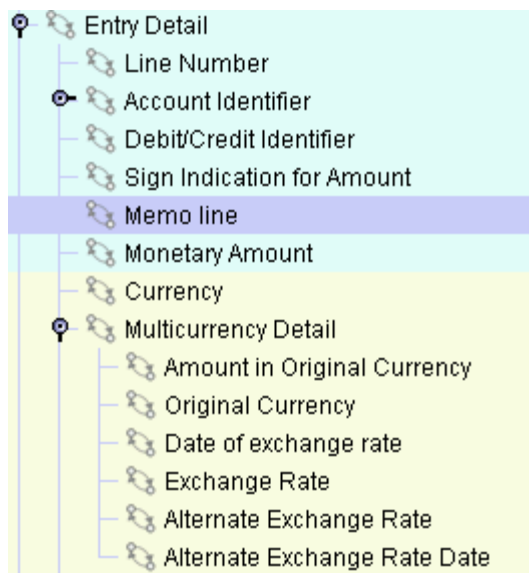 Entry Detail
Line Number
Account Identifier
Debit/Credit Identifier
Sign Indication for Amount
Memo line
Monetary Amount
Currency
Multicurrency Detail
Amount in Original Currency
Original Currency
Date of exchange rate
Exchange Rate
Alternate Exchange Rate
Alternate Exchange Rate Date